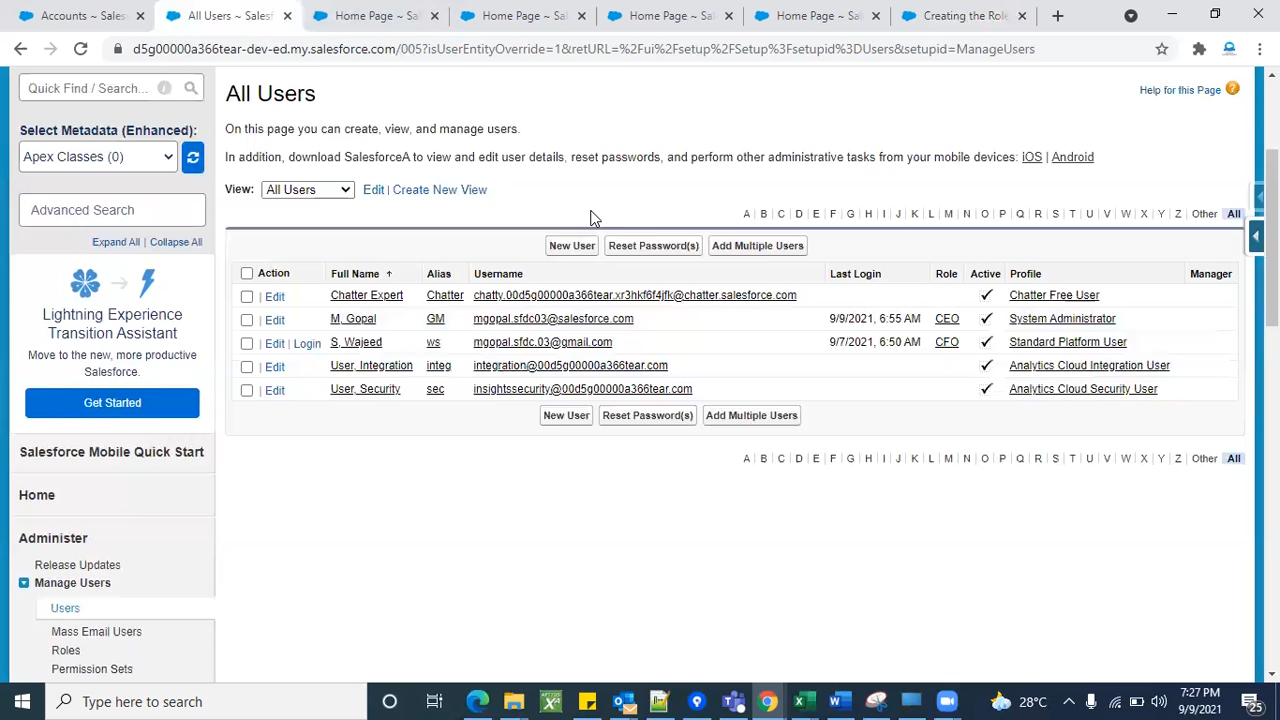 Accounts ~ Sales
All Users ~ Salesf
Home Page ~ Sal
Home Page ~ Sal
Home Page ~ Sal
Home Page ~ Sal
Creating the Role
d5g00000a366tear-dev-ed.my.salesforce.com/005?isUserEntityOverride=1&retURL=%2Fui%2Fsetup%2FSetup%3Fsetupid%3DUsers&setupid=ManageUsers
Quick Find / Search...
Select Metadata (Enhanced):
Apex Classes (0)
Advanced Search
Expand All | Collapse All
Lightning Experience
Transition Assistant
Move to the new, more productive
Salesforce.
Get Started
Salesforce Mobile Quick Start
Home
Administer
Release Updates
Manage Users
Users
Mass Email Users
Roles
Permission Sets
All Users
Help for this Page
On this page you can create, view, and manage users.
In addition, download SalesforceA to view and edit user details, reset passwords, and perform other administrative tasks from your mobile devices: iOS | Android
View: All Users Edit | Create New View
A | B | C | D | E | F | G | H | I | J | K | L | M | N | O | P | Q | R | S | T | U | V | W | X | Y | Z | Other All
New User Reset Password(s) Add Multiple Users
Action Full Name Alias Username Last Login Role Active Profile Manager
| Edit Chatter Expert Chatter chatty.00d5g00000a366tear.xr3hkf6f4jfk@chatter.salesforce.com Chatter Free User
| Edit M, Gopal GM mgopal.sfdc03@salesforce.com 9/9/2021, 6:55 AM CEO System Administrator
| Edit | Login S, Wajeed ws mgopal.sfdc.03@gmail.com 9/7/2021, 6:50 AM CFO Standard Platform User
| Edit User, Integration integ integration@00d5g00000a366tear.com Analytics Cloud Integration User
| Edit User, Security sec insightssecurity@00d5g00000a366tear.com Analytics Cloud Security User
New User Reset Password(s) Add Multiple Users
A | B | C | D | E | F | G | H | I | J | K | L | M | N | O | P | Q | R | S | T | U | V | W | X | Y | Z | Other All
Type here to search
28°C
7:27 PM
9/9/2021
25